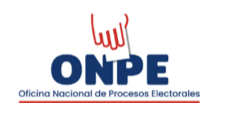 ONPE
Oficina Nacional de Procesos Electorales